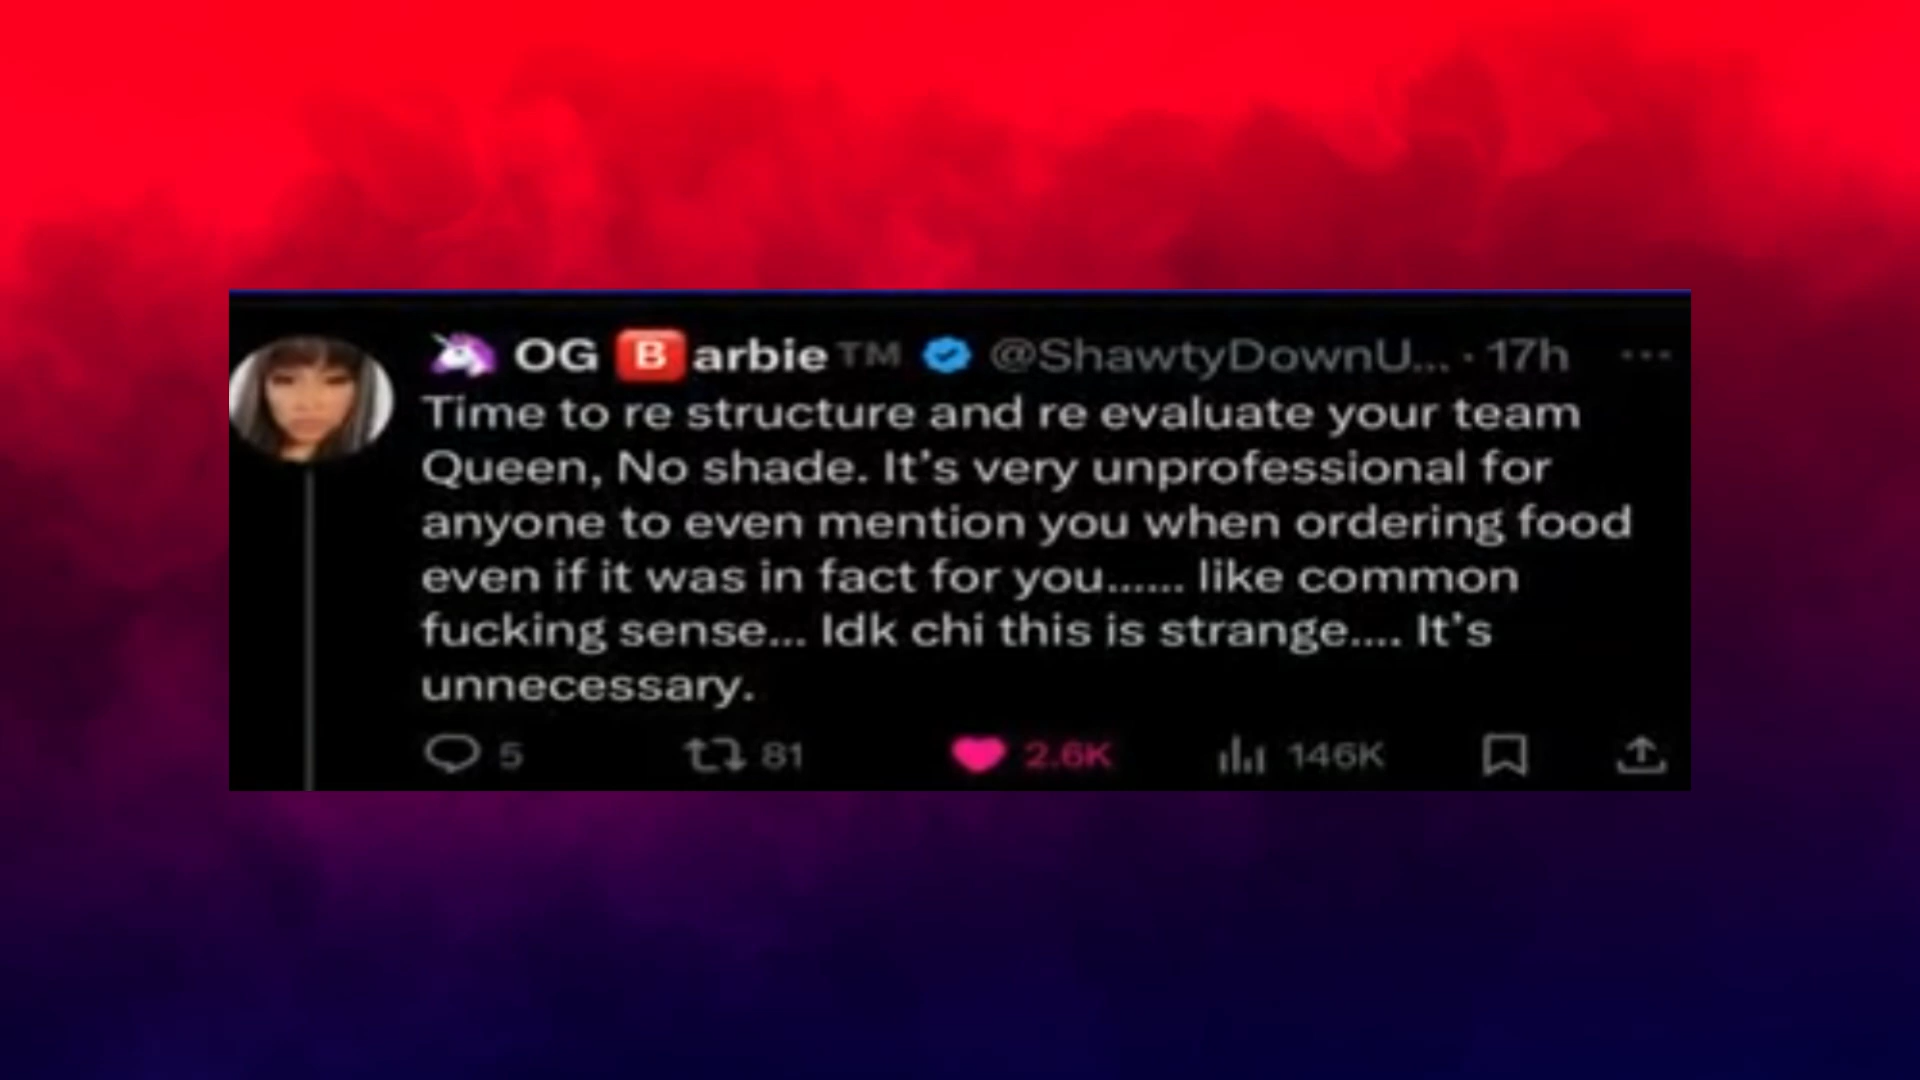 🦄 OG 🅱️arbie™ @ShawtyDownU... · 17h ...
Time to re structure and re evaluate your team
Queen, No shade. It's very unprofessional for
anyone to even mention you when ordering food
even if it was in fact for you...... like common
fucking sense... Idk chi this is strange.... It's
unnecessary.
5 81 2.6K 146K